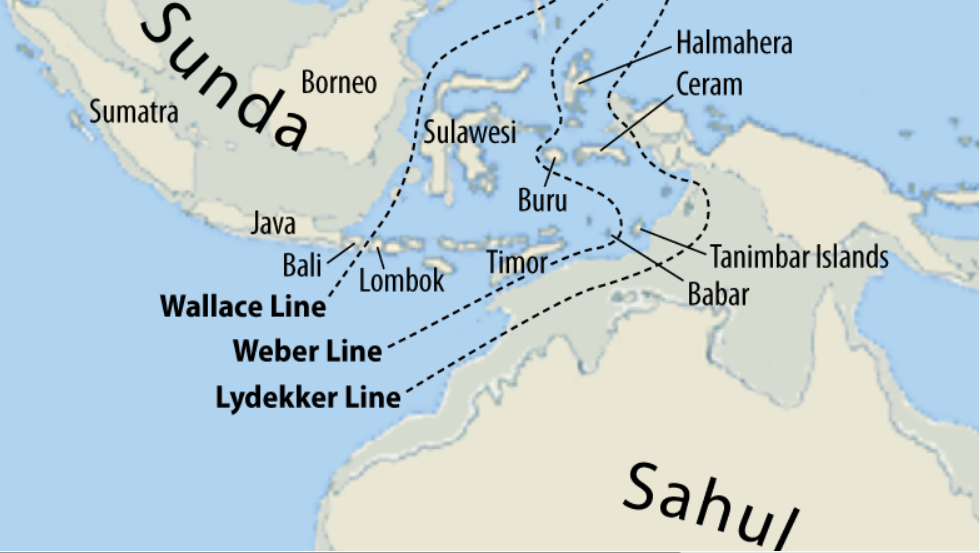 Sunda
Halmahera
Ceram
Borneo
Sumatra
Sulawesi
Buru
Java
Bali
Lombok
Timor
Tanimbar Islands
Babar
Wallace Line
Weber Line
Lydekker Line
Sahul